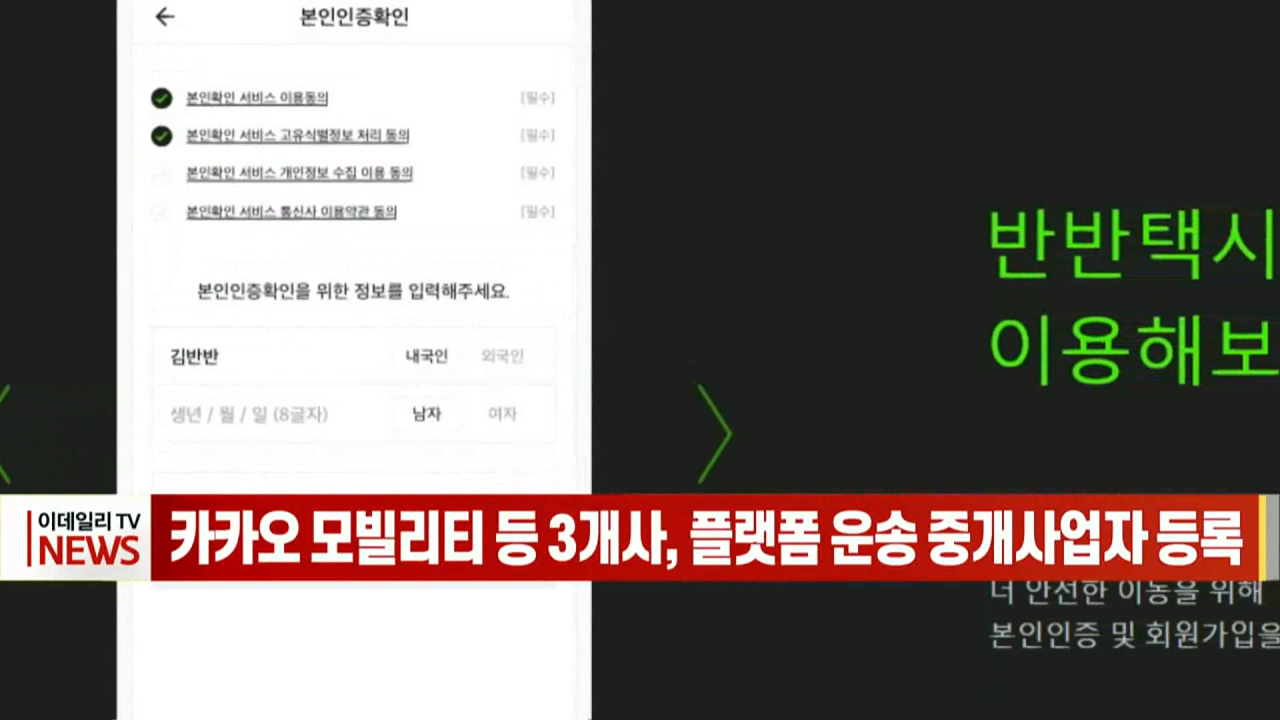 본인인증확인
본인확인 서비스 이용동의 [필수]
본인확인 서비스 고유식별정보 처리 동의 [필수]
본인확인 서비스 개인정보 수집 이용 동의 [필수]
본인확인 서비스 통신사 이용약관 동의 [필수]
본인인증확인을 위한 정보를 입력해주세요.
김반반 내국인 외국인
생년 / 월 / 일 (8글자) 남자 여자
반반택시
이용해보
이데일리 TV
NEWS
카카오 모빌리티 등 3개사, 플랫폼 운송 중개사업자 등록
더 안전한 이동을 위해
본인인증 및 회원가입을